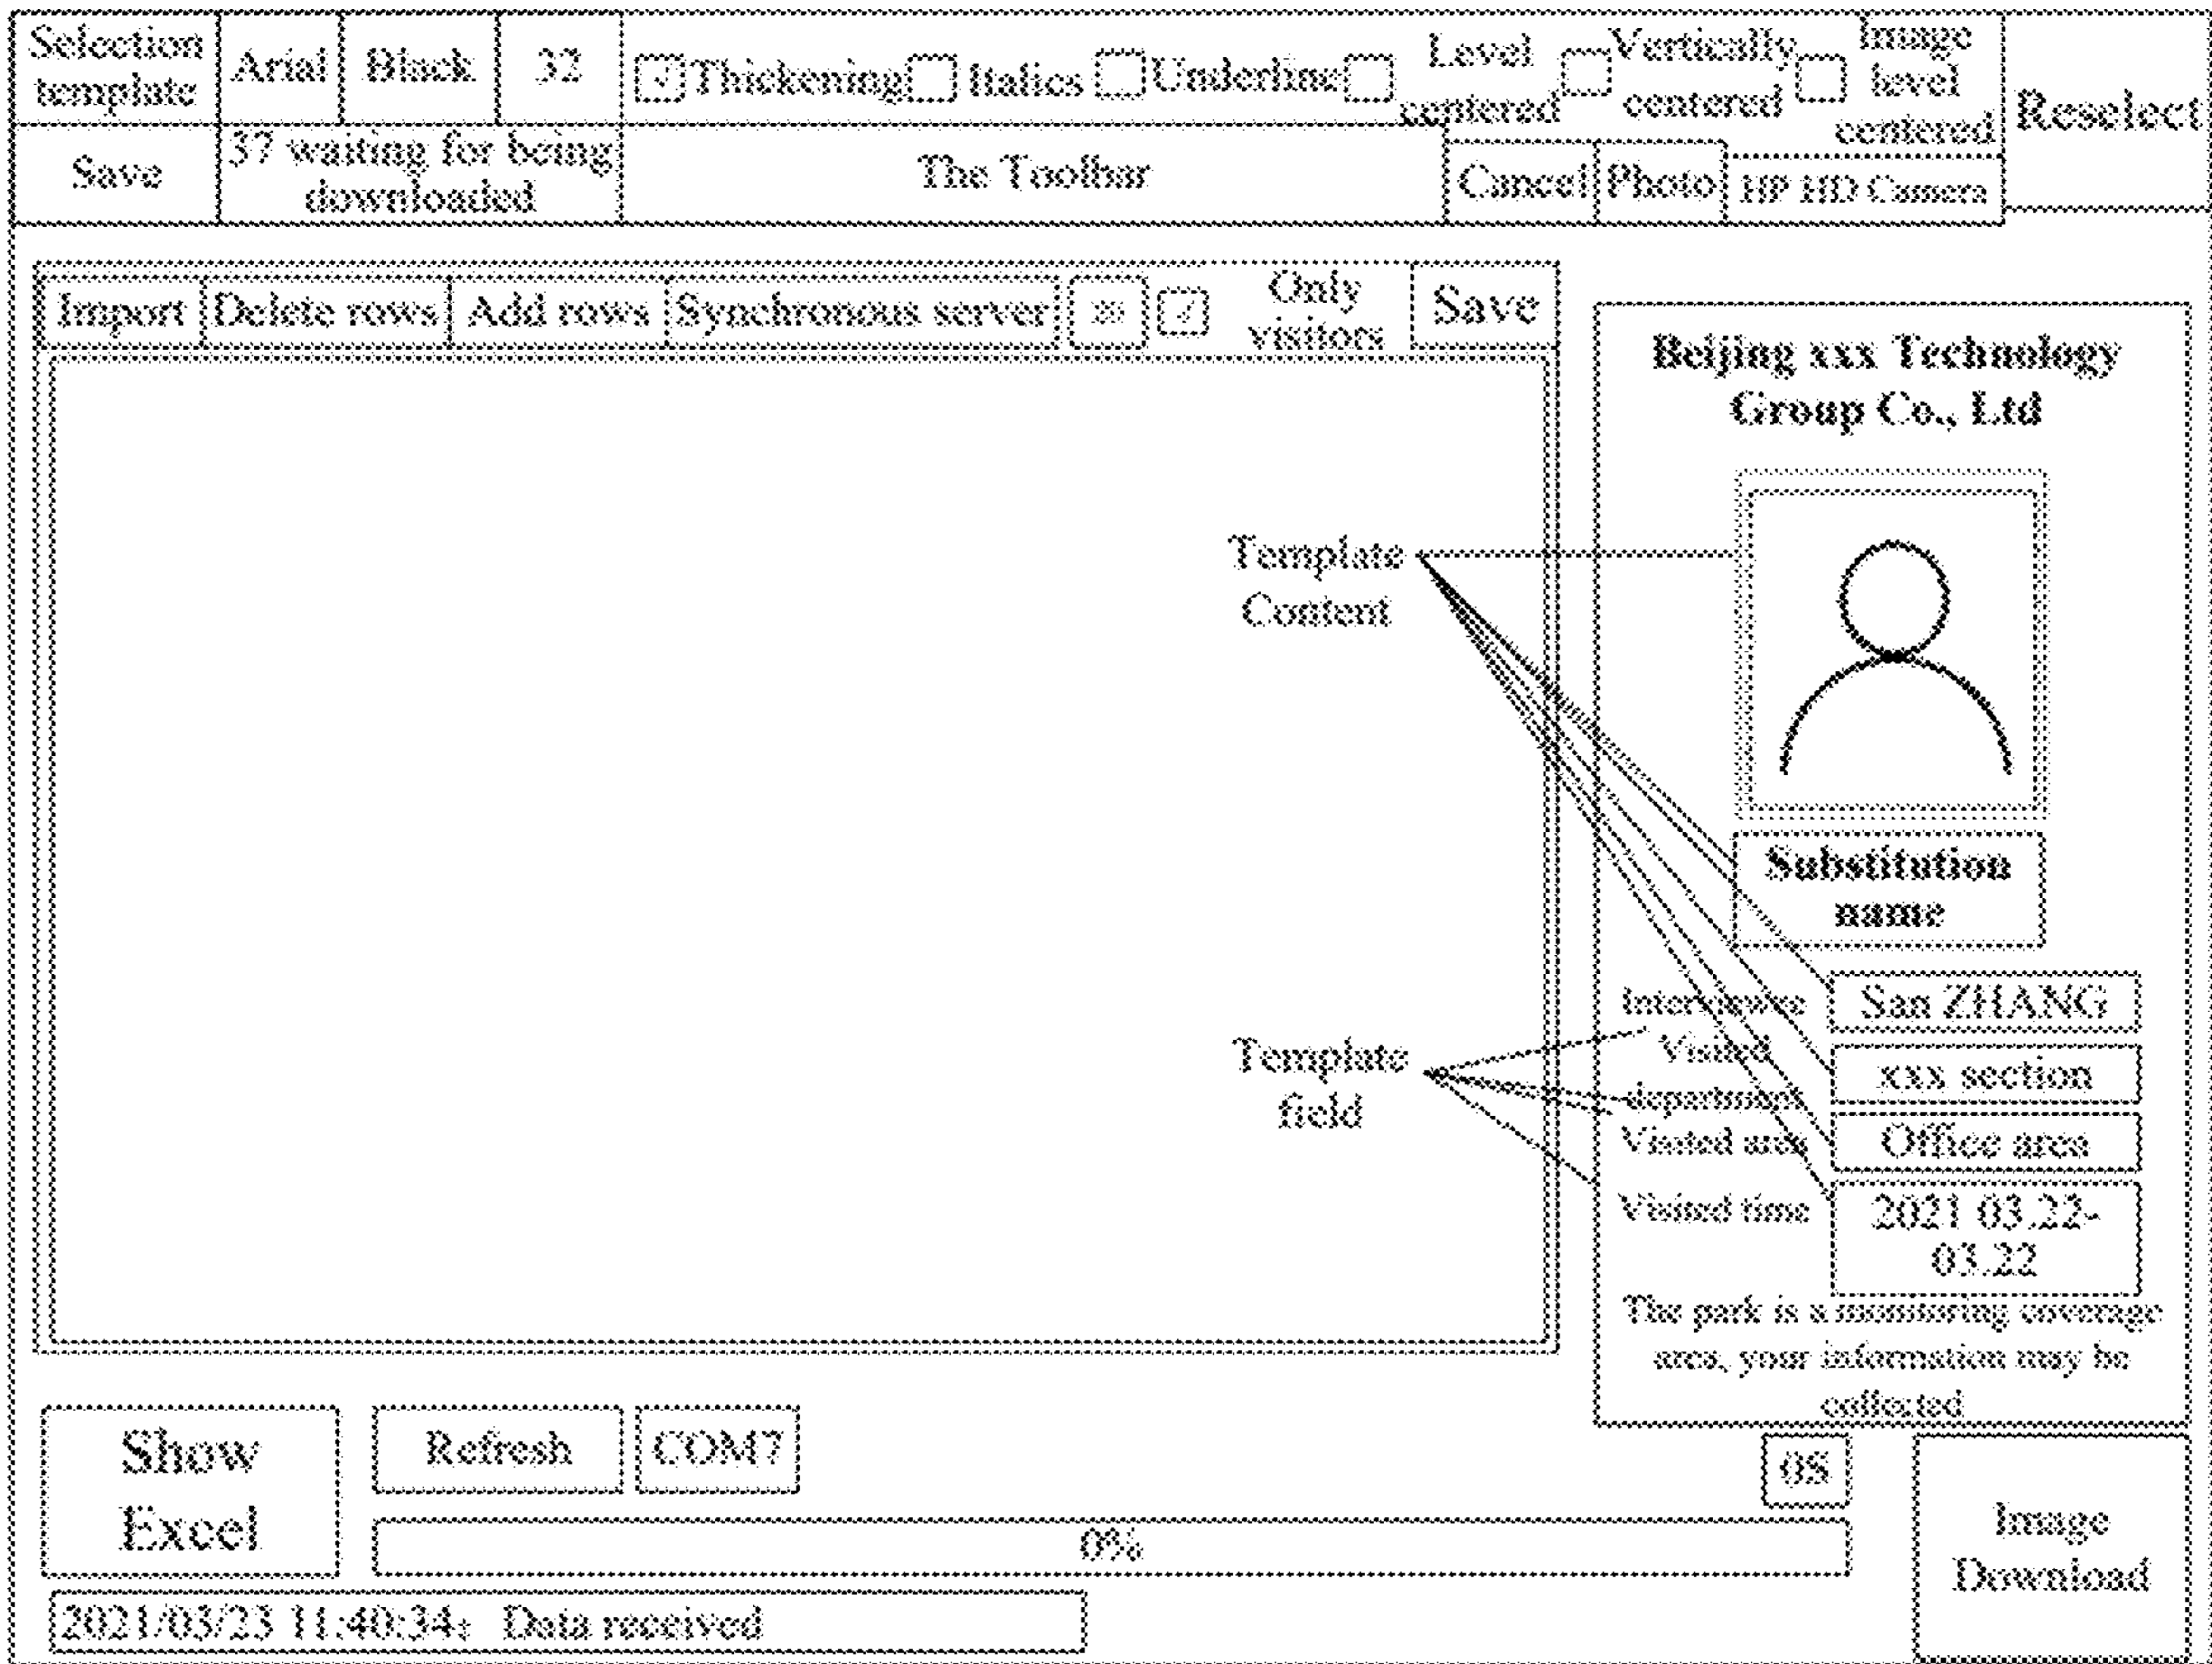 Selection template
Arial
Black
32
Thickening
Italics
Underline
Level centered
Vertically centered
Image level centered
Reselect
Save
37 waiting for being downloaded
The Toolbar
Cancel
Photo
HP HD Camera
Import
Delete rows
Add rows
Synchronous server
Only visitors
Save
Beijing xxx Technology
Group Co., Ltd
Template
Content
Substitution
name
Template
field
San ZHANG
Visited
department
xxx section
Visited area
Office area
Visited time
2021 03.22-
03.22
The park is a monitoring coverage
area, your information may be
collected
Show
Excel
Refresh
COM7
0S
0%
Image
Download
2021/03/23 11:40:34: Data received